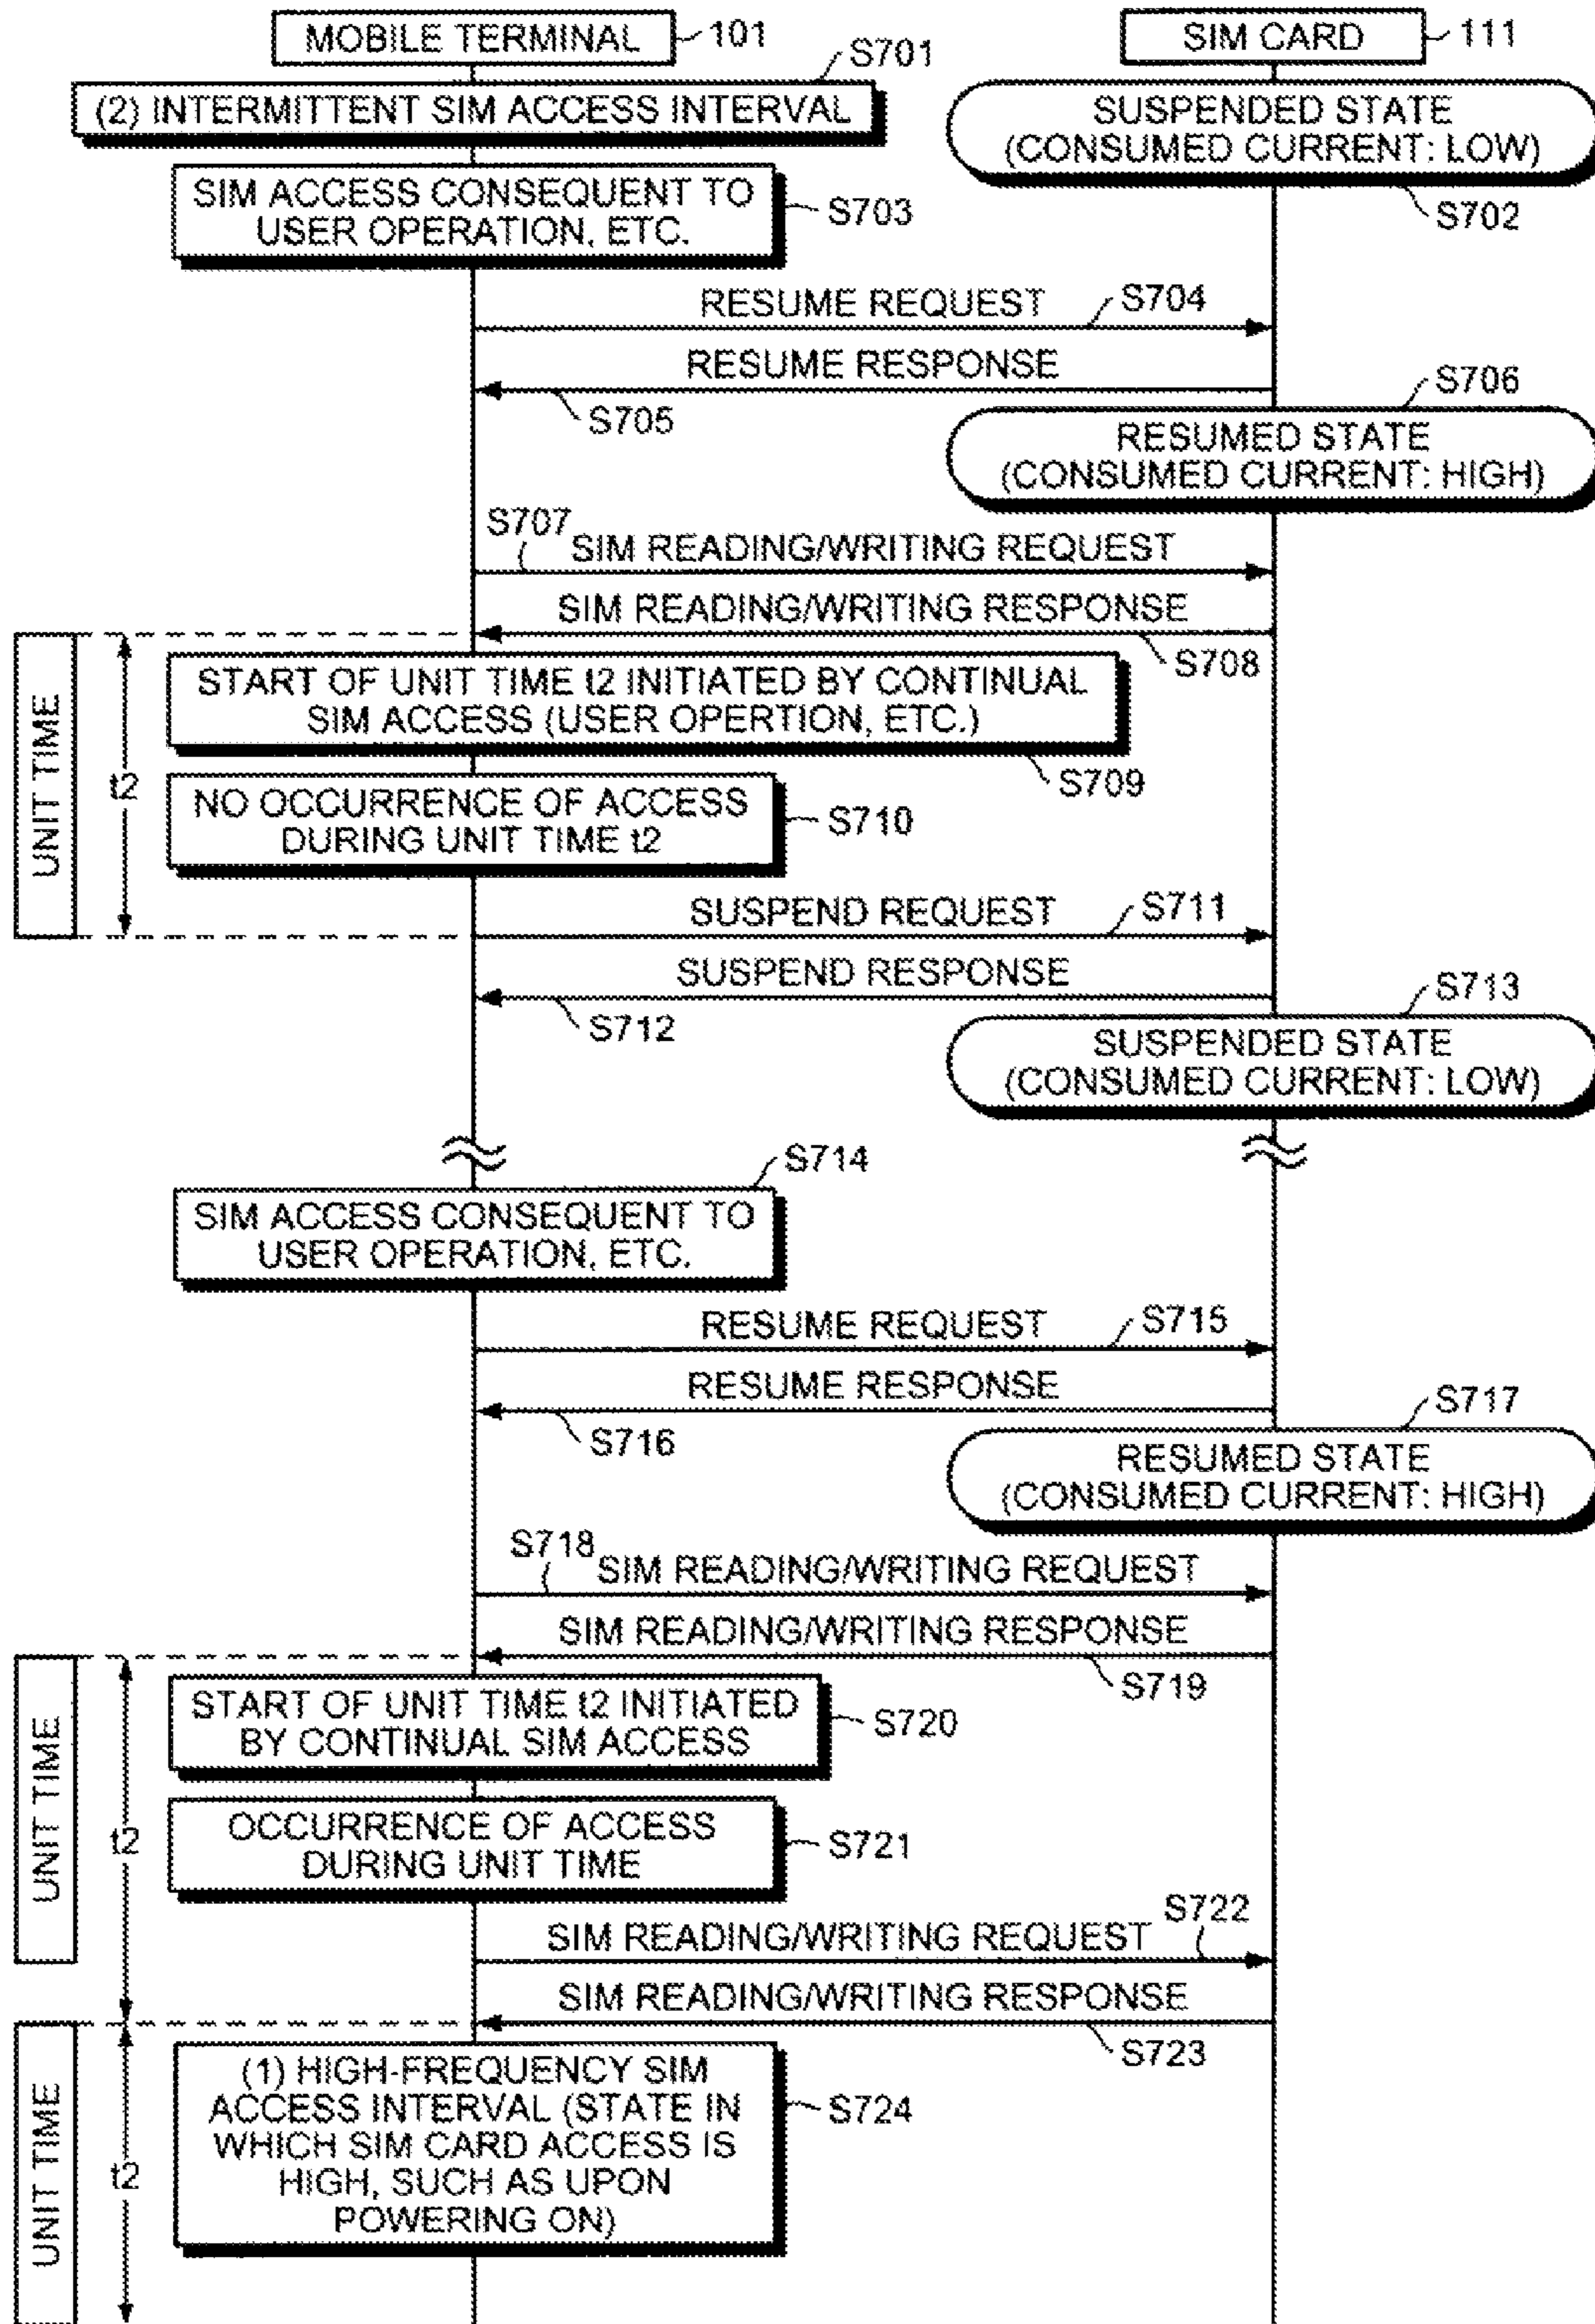 MOBILE TERMINAL 101
SIM CARD 111
S701
(2) INTERMITTENT SIM ACCESS INTERVAL
SUSPENDED STATE
(CONSUMED CURRENT: LOW)
S702
SIM ACCESS CONSEQUENT TO
USER OPERATION, ETC.
S703
RESUME REQUEST
S704
RESUME RESPONSE
S705
S706
RESUMED STATE
(CONSUMED CURRENT: HIGH)
S707
SIM READING/WRITING REQUEST
SIM READING/WRITING RESPONSE
S708
UNIT TIME
t2
START OF UNIT TIME t2 INITIATED BY CONTINUAL
SIM ACCESS (USER OPERTION, ETC.)
S709
NO OCCURRENCE OF ACCESS
DURING UNIT TIME t2
S710
SUSPEND REQUEST
S711
SUSPEND RESPONSE
S712
S713
SUSPENDED STATE
(CONSUMED CURRENT: LOW)
S714
SIM ACCESS CONSEQUENT TO
USER OPERATION, ETC.
RESUME REQUEST
S715
RESUME RESPONSE
S716
S717
RESUMED STATE
(CONSUMED CURRENT: HIGH)
S718
SIM READING/WRITING REQUEST
SIM READING/WRITING RESPONSE
S719
UNIT TIME
t2
START OF UNIT TIME t2 INITIATED
BY CONTINUAL SIM ACCESS
S720
OCCURRENCE OF ACCESS
DURING UNIT TIME
S721
SIM READING/WRITING REQUEST
S722
SIM READING/WRITING RESPONSE
S723
UNIT TIME
t2
(1) HIGH-FREQUENCY SIM
ACCESS INTERVAL (STATE IN
WHICH SIM CARD ACCESS IS
HIGH, SUCH AS UPON
POWERING ON)
S724